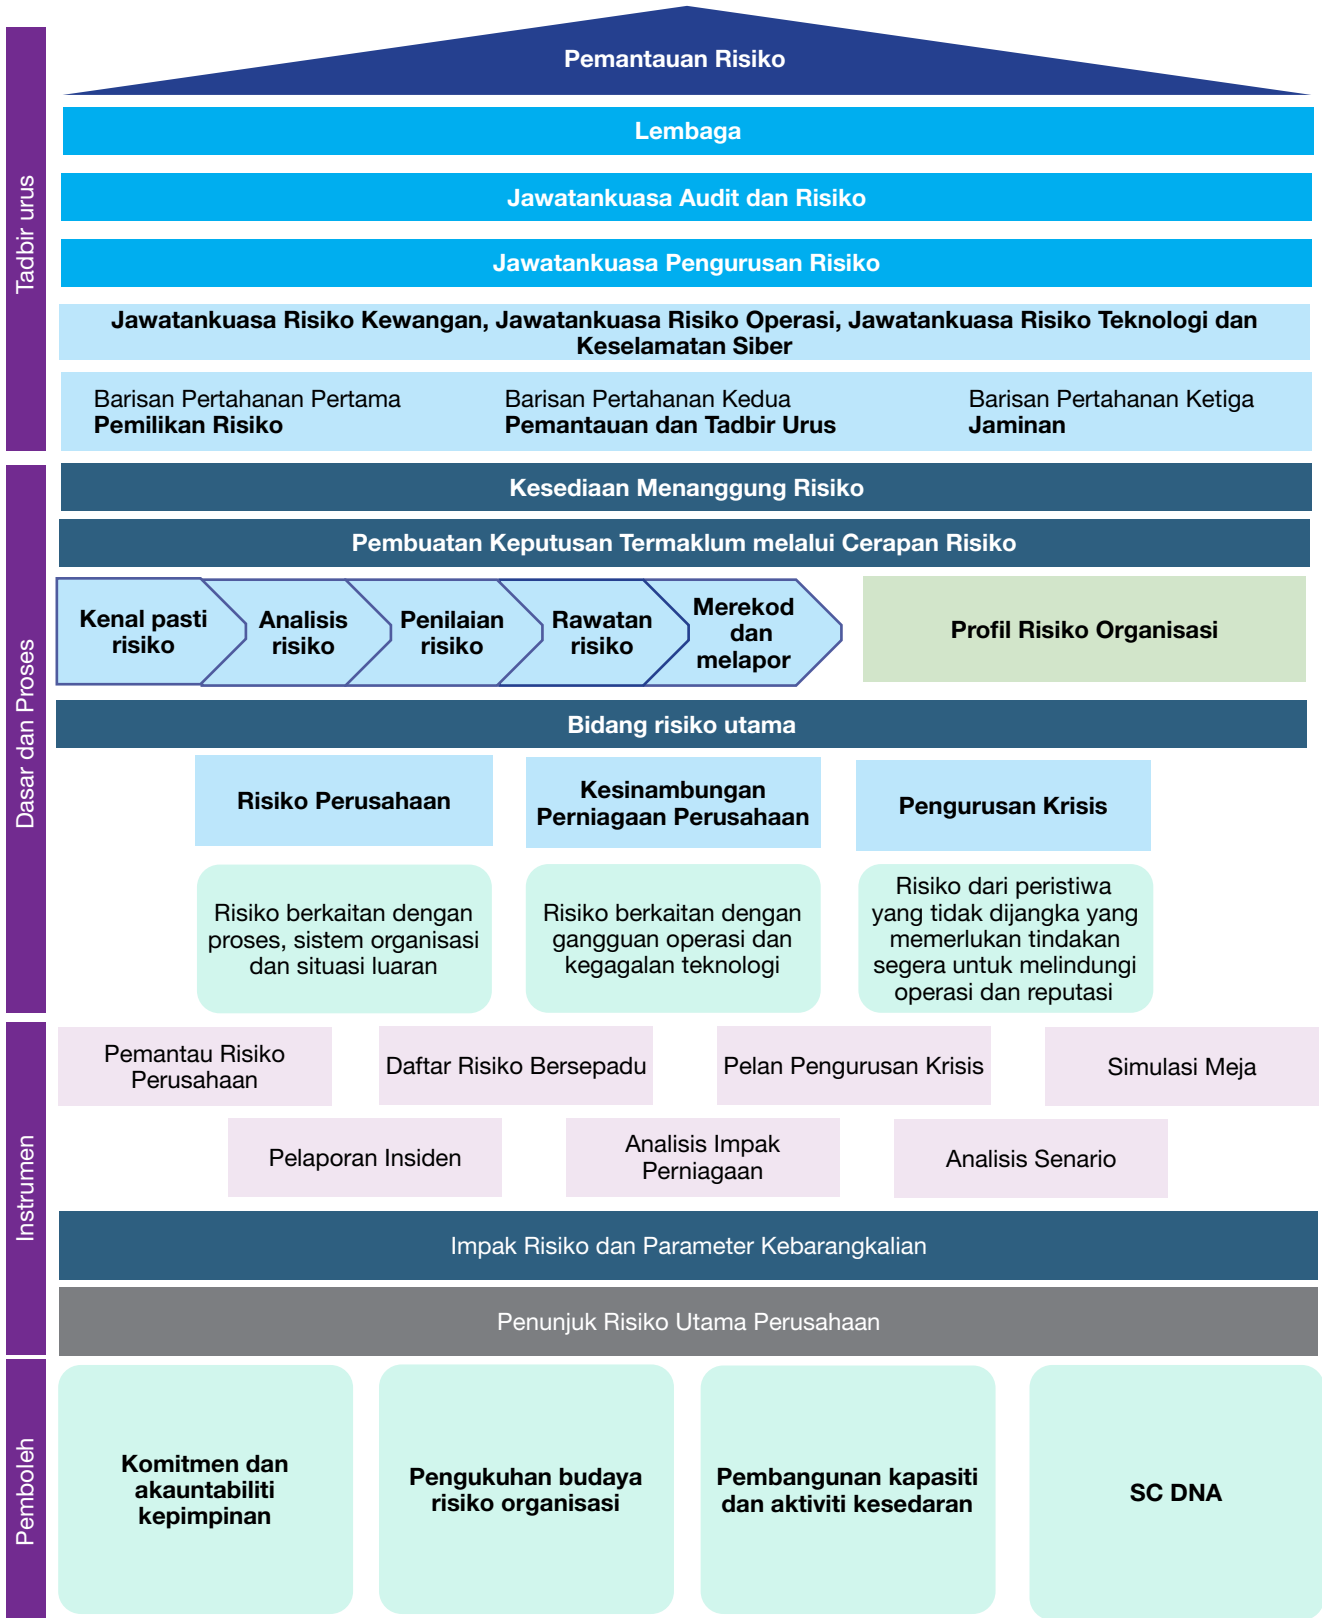 Tadbir urus
Pemantauan Risiko
Lembaga
Jawatankuasa Audit dan Risiko
Jawatankuasa Pengurusan Risiko
Jawatankuasa Risiko Kewangan, Jawatankuasa Risiko Operasi, Jawatankuasa Risiko Teknologi dan
Keselamatan Siber
Barisan Pertahanan Pertama
Pemilikan Risiko
Barisan Pertahanan Kedua
Pemantauan dan Tadbir Urus
Barisan Pertahanan Ketiga
Jaminan
Dasar dan Proses
Kesediaan Menanggung Risiko
Pembuatan Keputusan Termaklum melalui Cerapan Risiko
Kenal pasti
risiko
Analisis
risiko
Penilaian
risiko
Rawatan
risiko
Merekod
dan
melapor
Profil Risiko Organisasi
Bidang risiko utama
Risiko Perusahaan
Kesinambungan
Perniagaan Perusahaan
Pengurusan Krisis
Risiko berkaitan dengan
proses, sistem organisasi
dan situasi luaran
Risiko berkaitan dengan
gangguan operasi dan
kegagalan teknologi
Risiko dari peristiwa
yang tidak dijangka yang
memerlukan tindakan
segera untuk melindungi
operasi dan reputasi
Instrumen
Pemantau Risiko
Perusahaan
Daftar Risiko Bersepadu
Pelan Pengurusan Krisis
Simulasi Meja
Pelaporan Insiden
Analisis Impak
Perniagaan
Analisis Senario
Impak Risiko dan Parameter Kebarangkalian
Penunjuk Risiko Utama Perusahaan
Pemboleh
Komitmen dan
akauntabiliti
kepimpinan
Pengukuhan budaya
risiko organisasi
Pembangunan kapasiti
dan aktiviti kesedaran
SC DNA